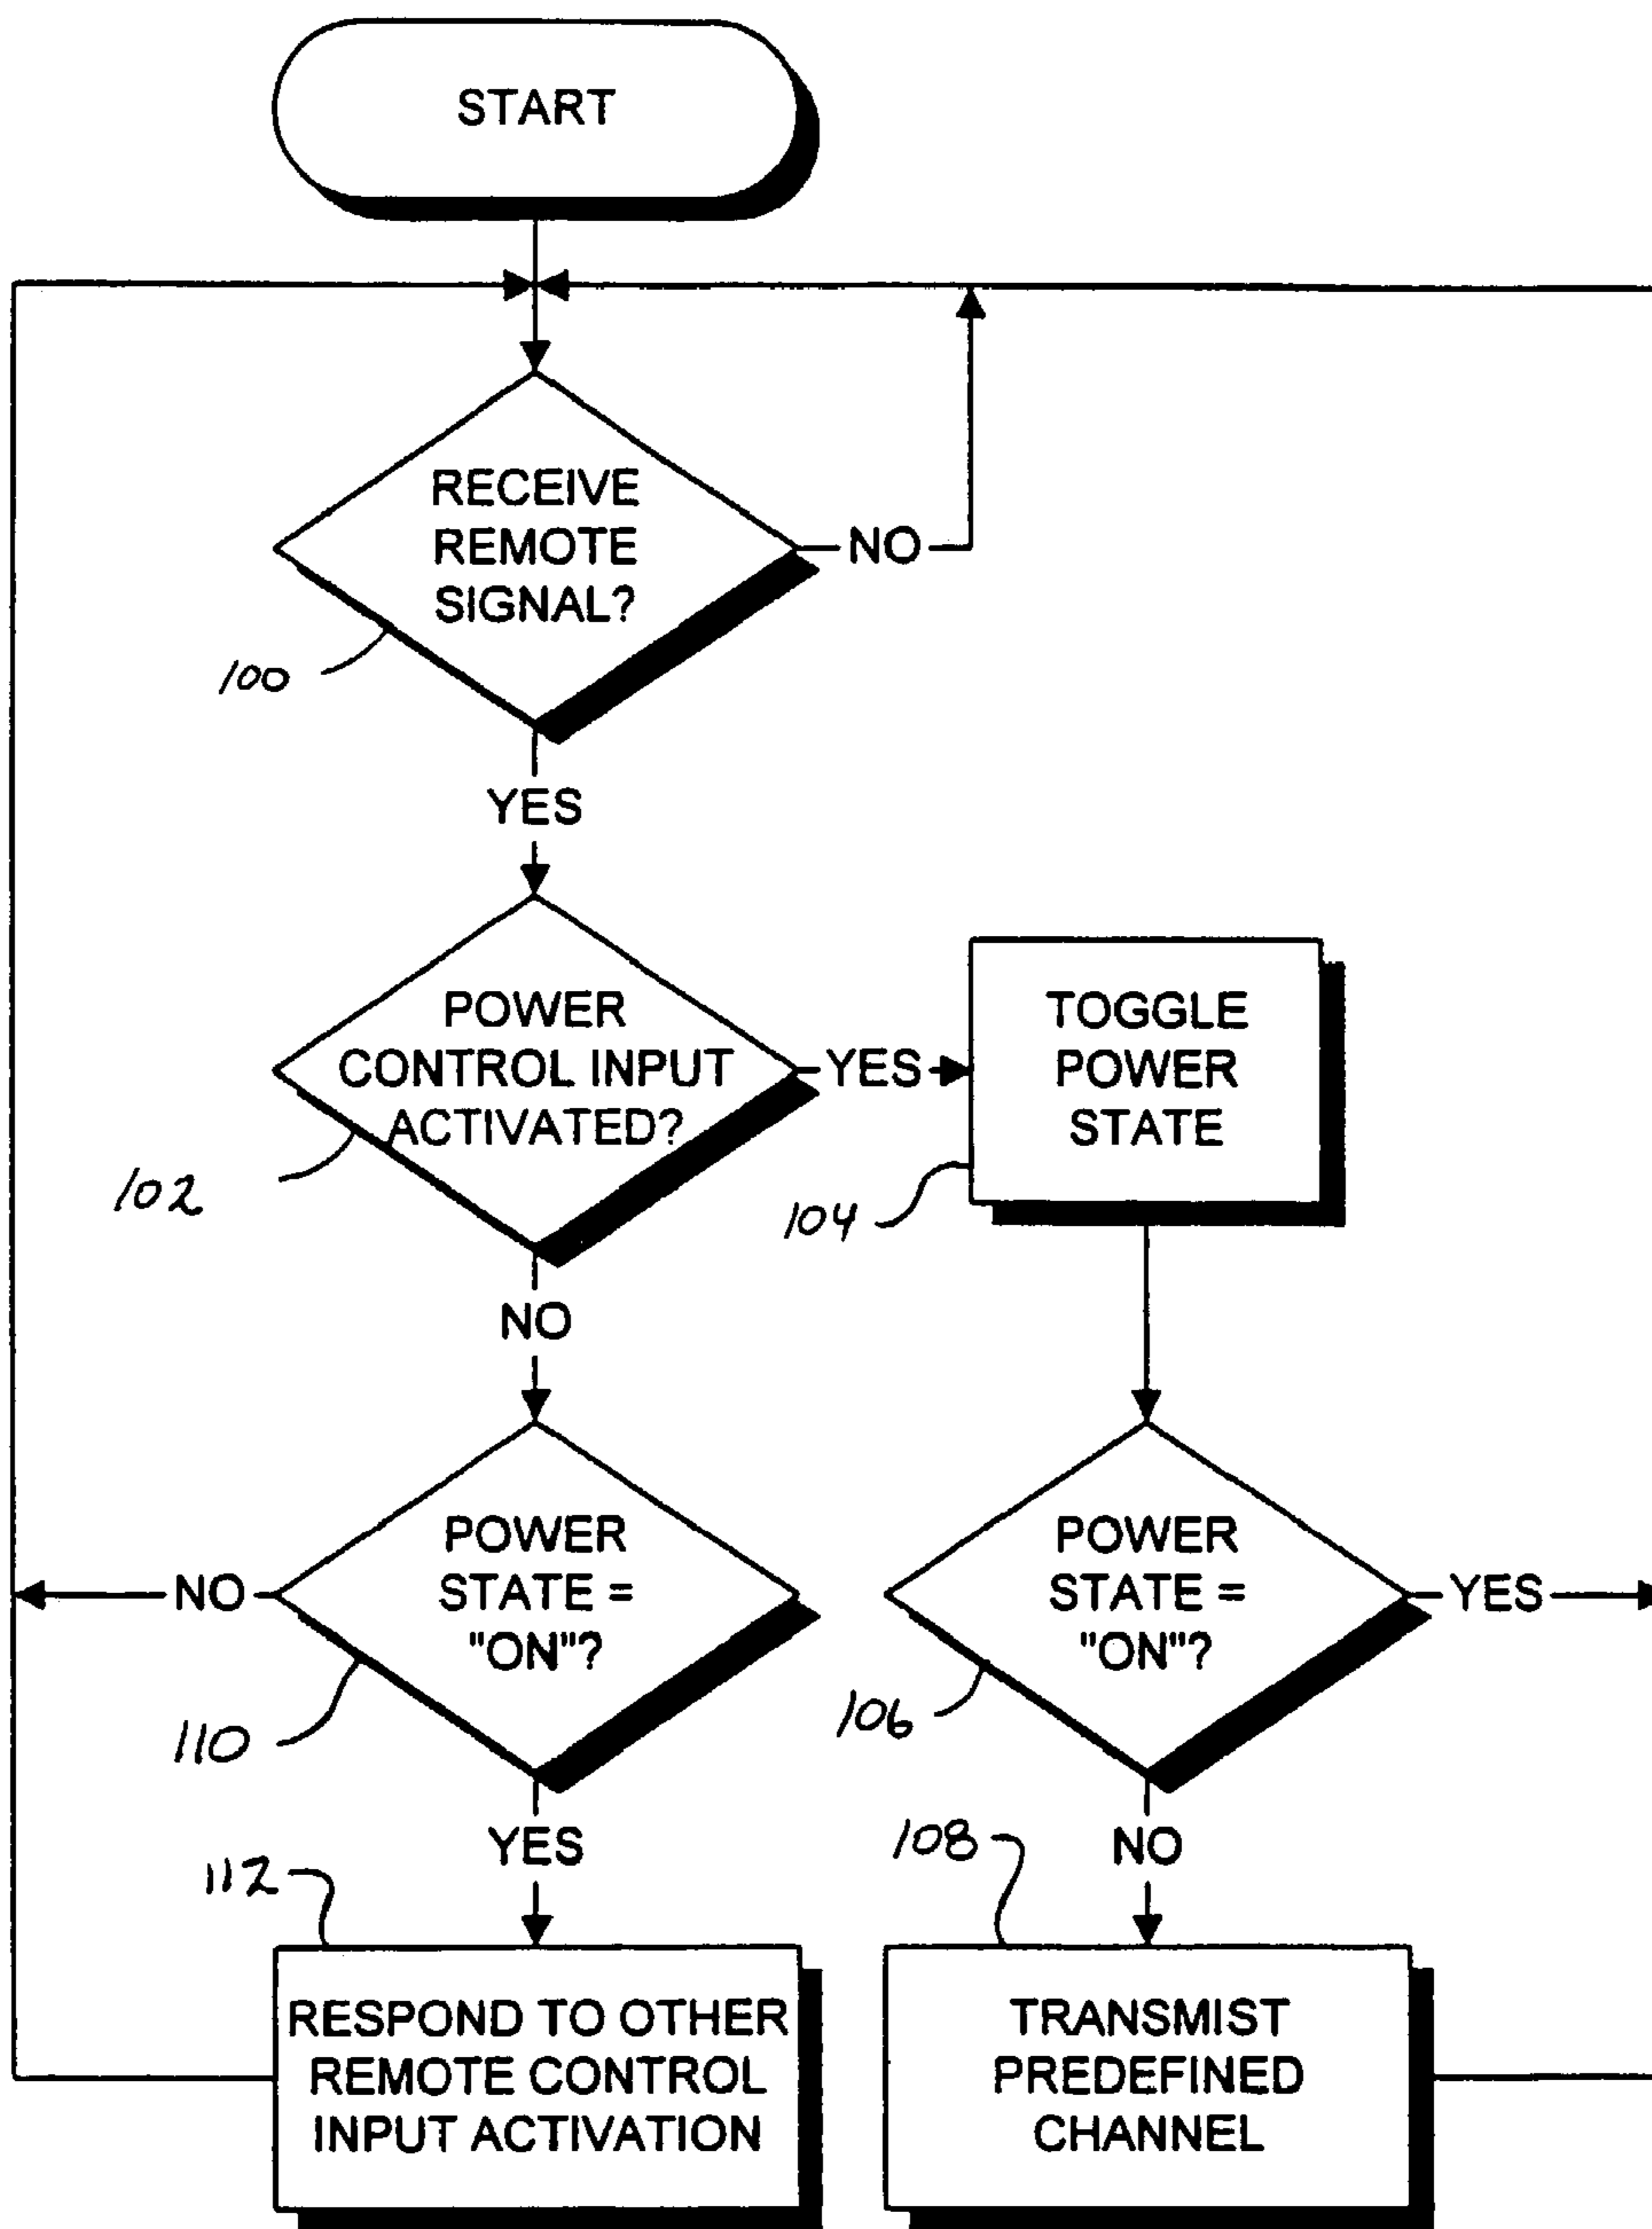 START
RECEIVE
REMOTE
SIGNAL?
NO
100
YES
POWER
CONTROL INPUT
ACTIVATED?
YES
102
TOGGLE
POWER
STATE
104
NO
POWER
STATE =
"ON"?
NO
110
POWER
STATE =
"ON"?
YES
106
YES
112
NO
108
RESPOND TO OTHER
REMOTE CONTROL
INPUT ACTIVATION
TRANSMIST
PREDEFINED
CHANNEL